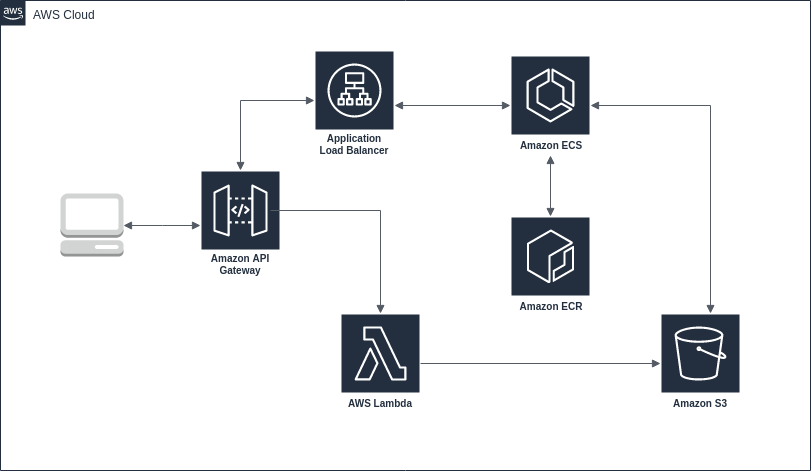 aws
AWS Cloud
Application
Load Balancer
Amazon ECS
</>
Amazon API
Gateway
Amazon ECR
AWS Lambda
Amazon S3